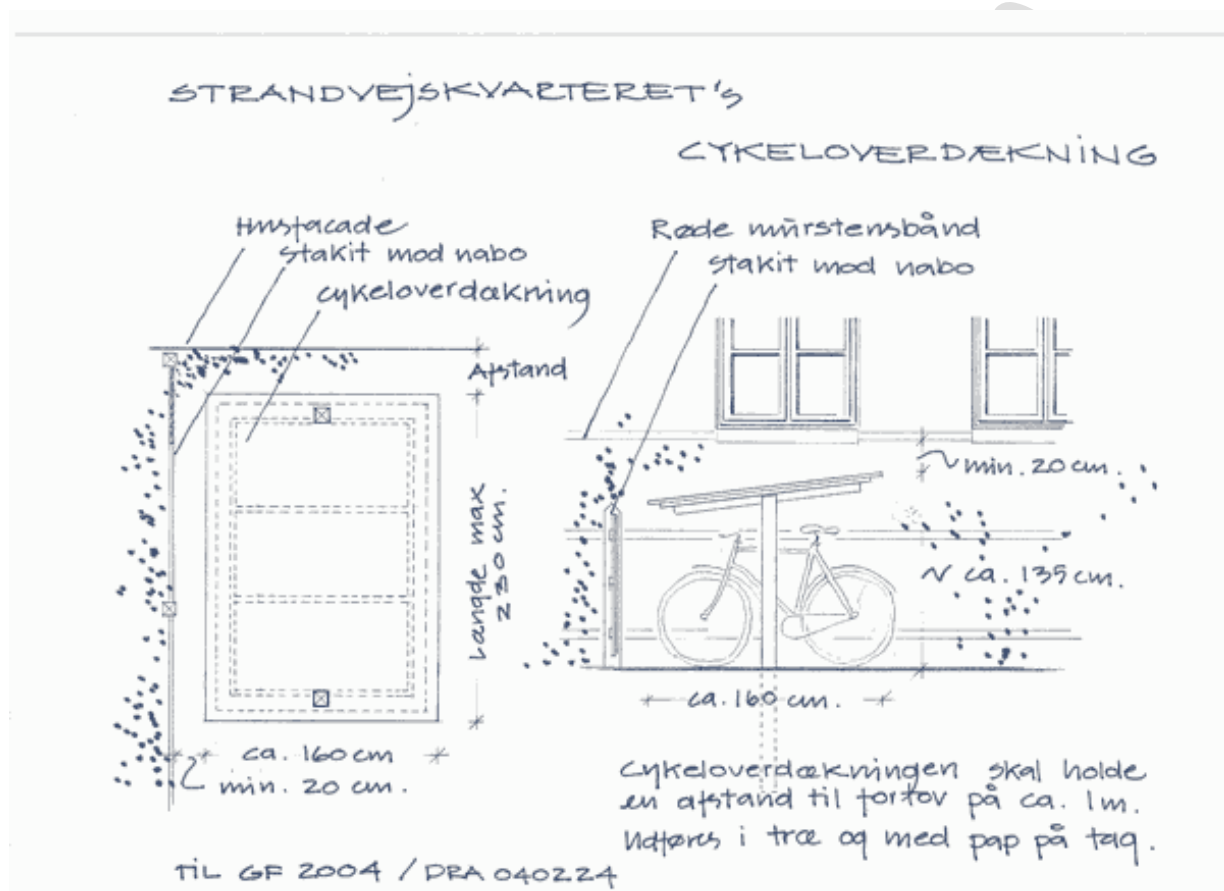 STRANDVEJSKVARTERET's
CYKELOVERDÆKNING
Husfacade
stakit mod nabo
cykeloverdækning
Afstand
Længde max
230 cm.
ca. 160 cm
min. 20 cm.
Røde mürstensbånd
stakit mod nabo
min. 20 cm.
ca. 135 cm.
ca. 160 cm.
Cykeloverdækningen skal holde
en afstand til fortov på ca. 1m.
Udføres i træ og med pap på tag.
TiL GF 2004 / DRA 040224